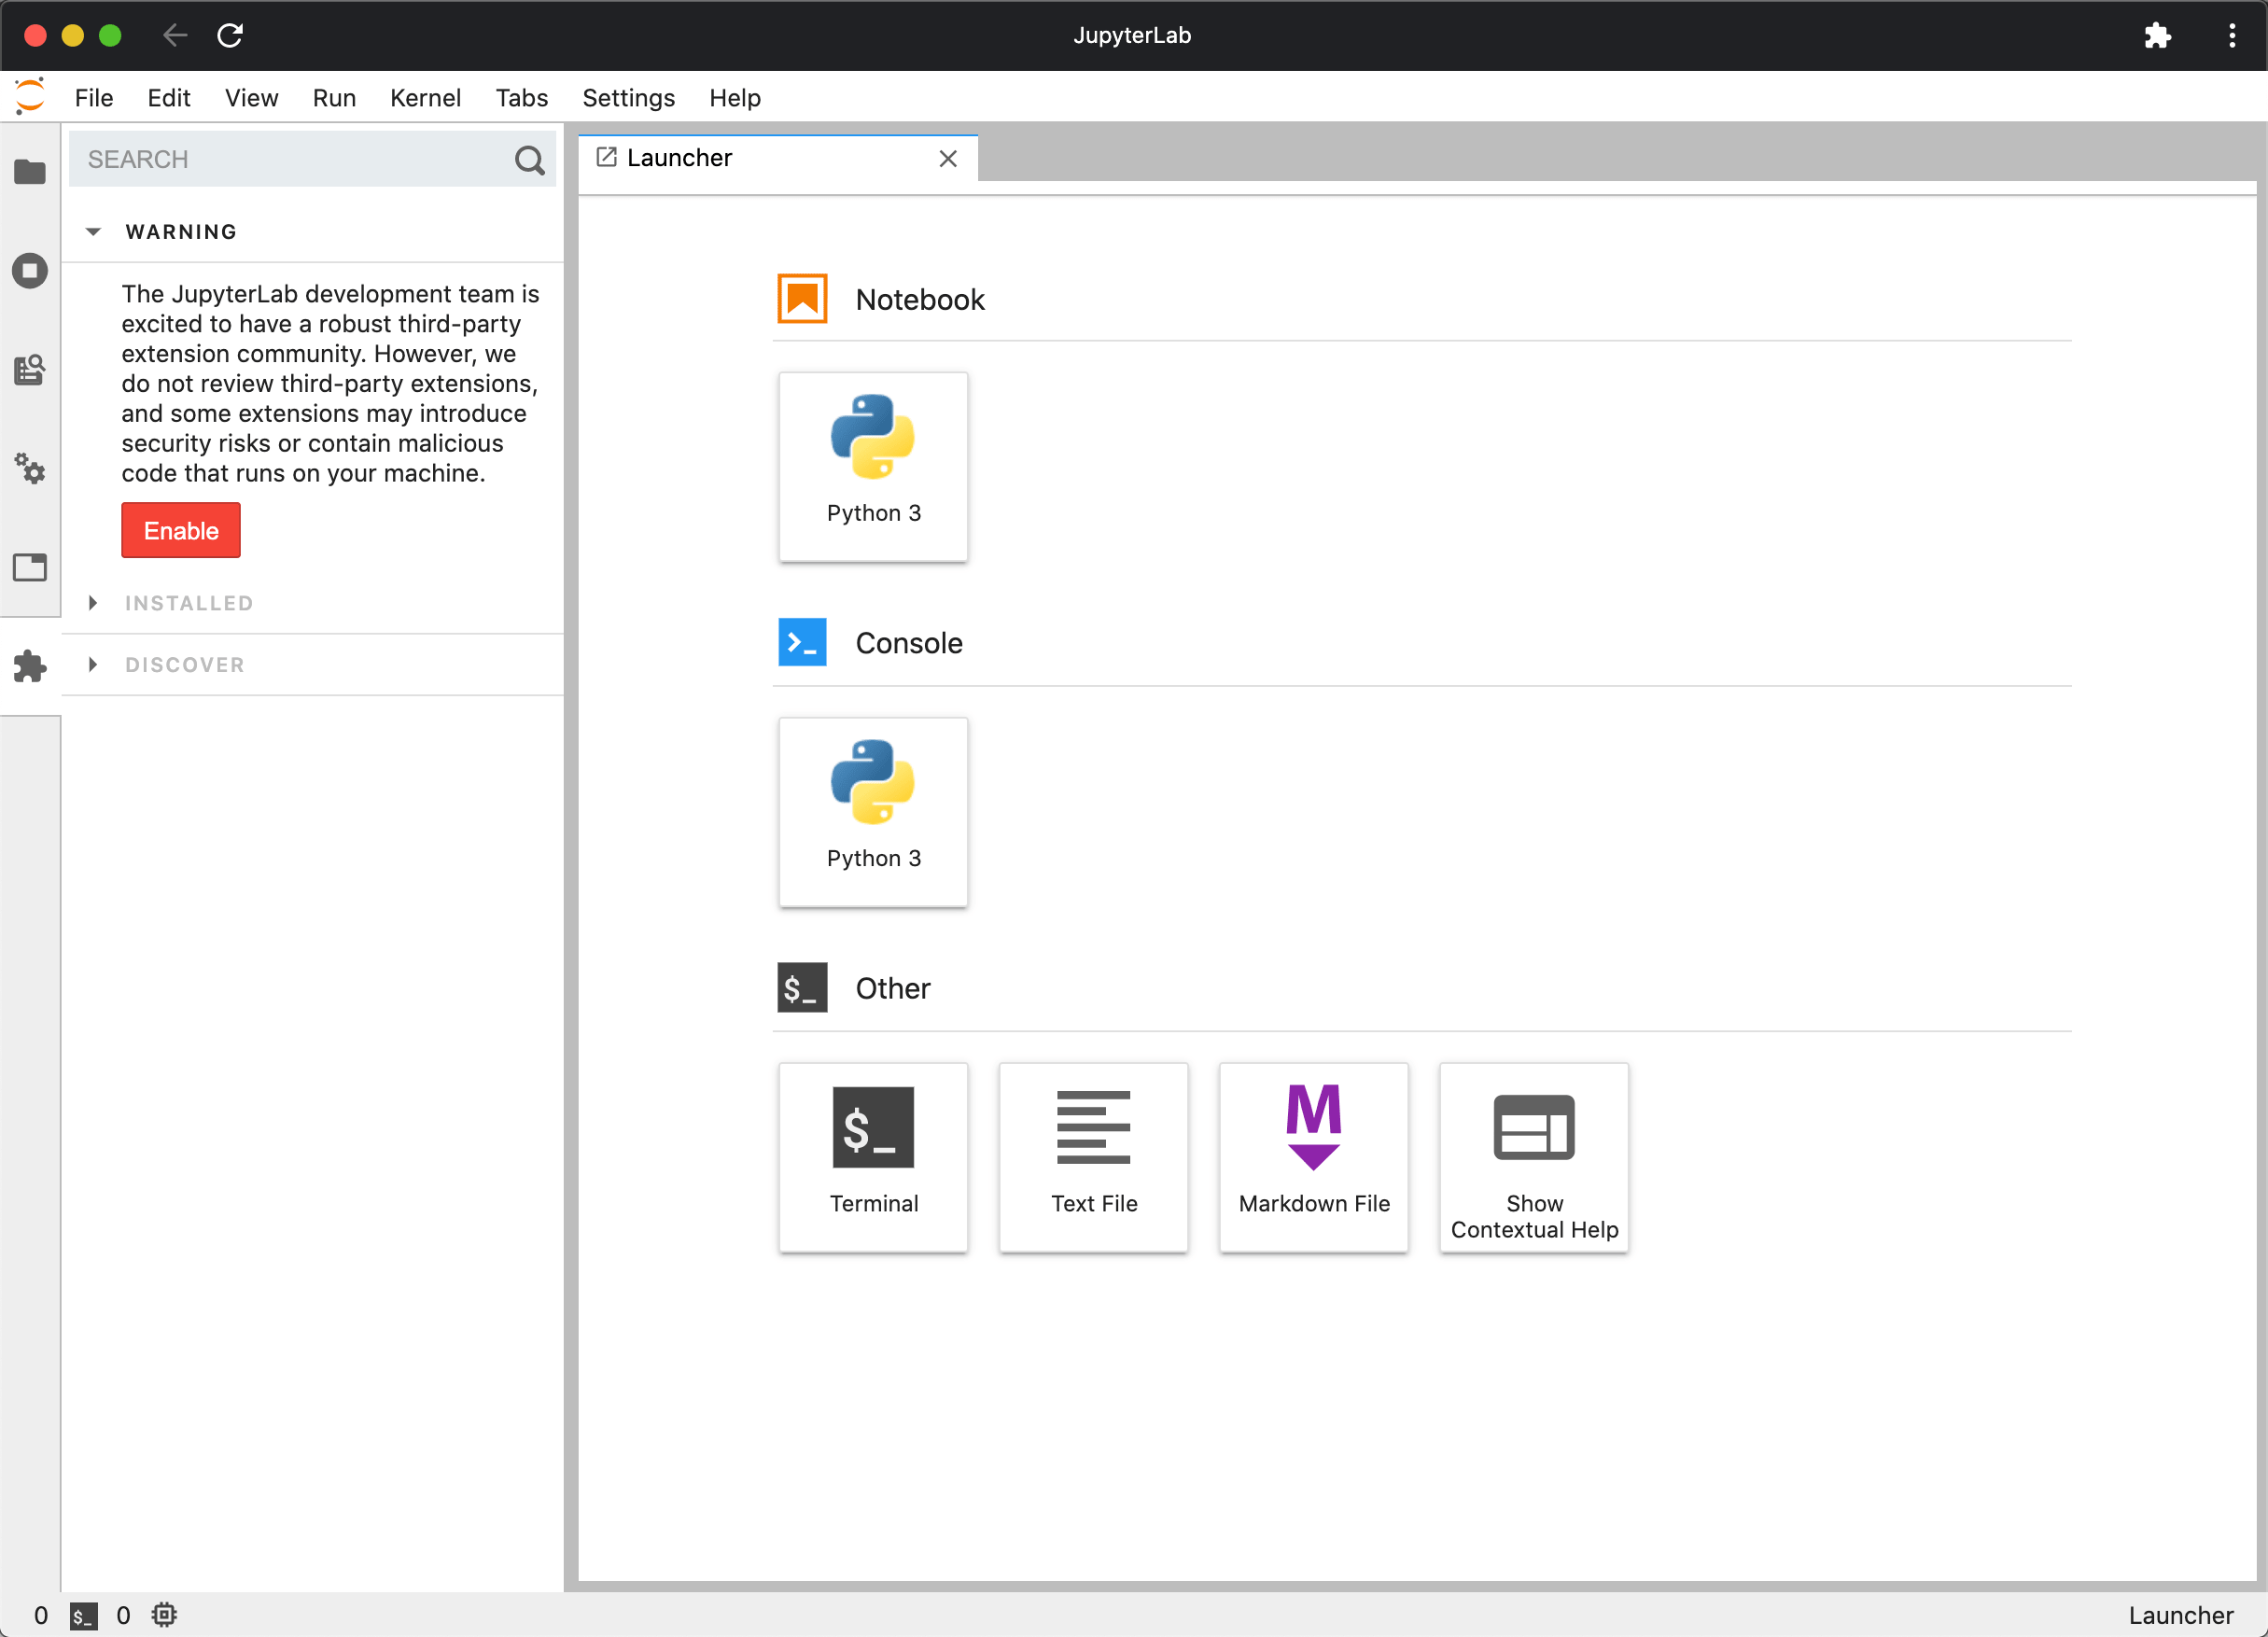 JupyterLab
File Edit View Run Kernel Tabs Settings Help
SEARCH
WARNING
The JupyterLab development team is
excited to have a robust third-party
extension community. However, we
do not review third-party extensions,
and some extensions may introduce
security risks or contain malicious
code that runs on your machine.
Enable
INSTALLED
DISCOVER
Launcher
Notebook
Python 3
Console
Python 3
$_ Other
$_
Terminal
Text File
M
Markdown File
Show
Contextual Help
0 $_ 0
Launcher